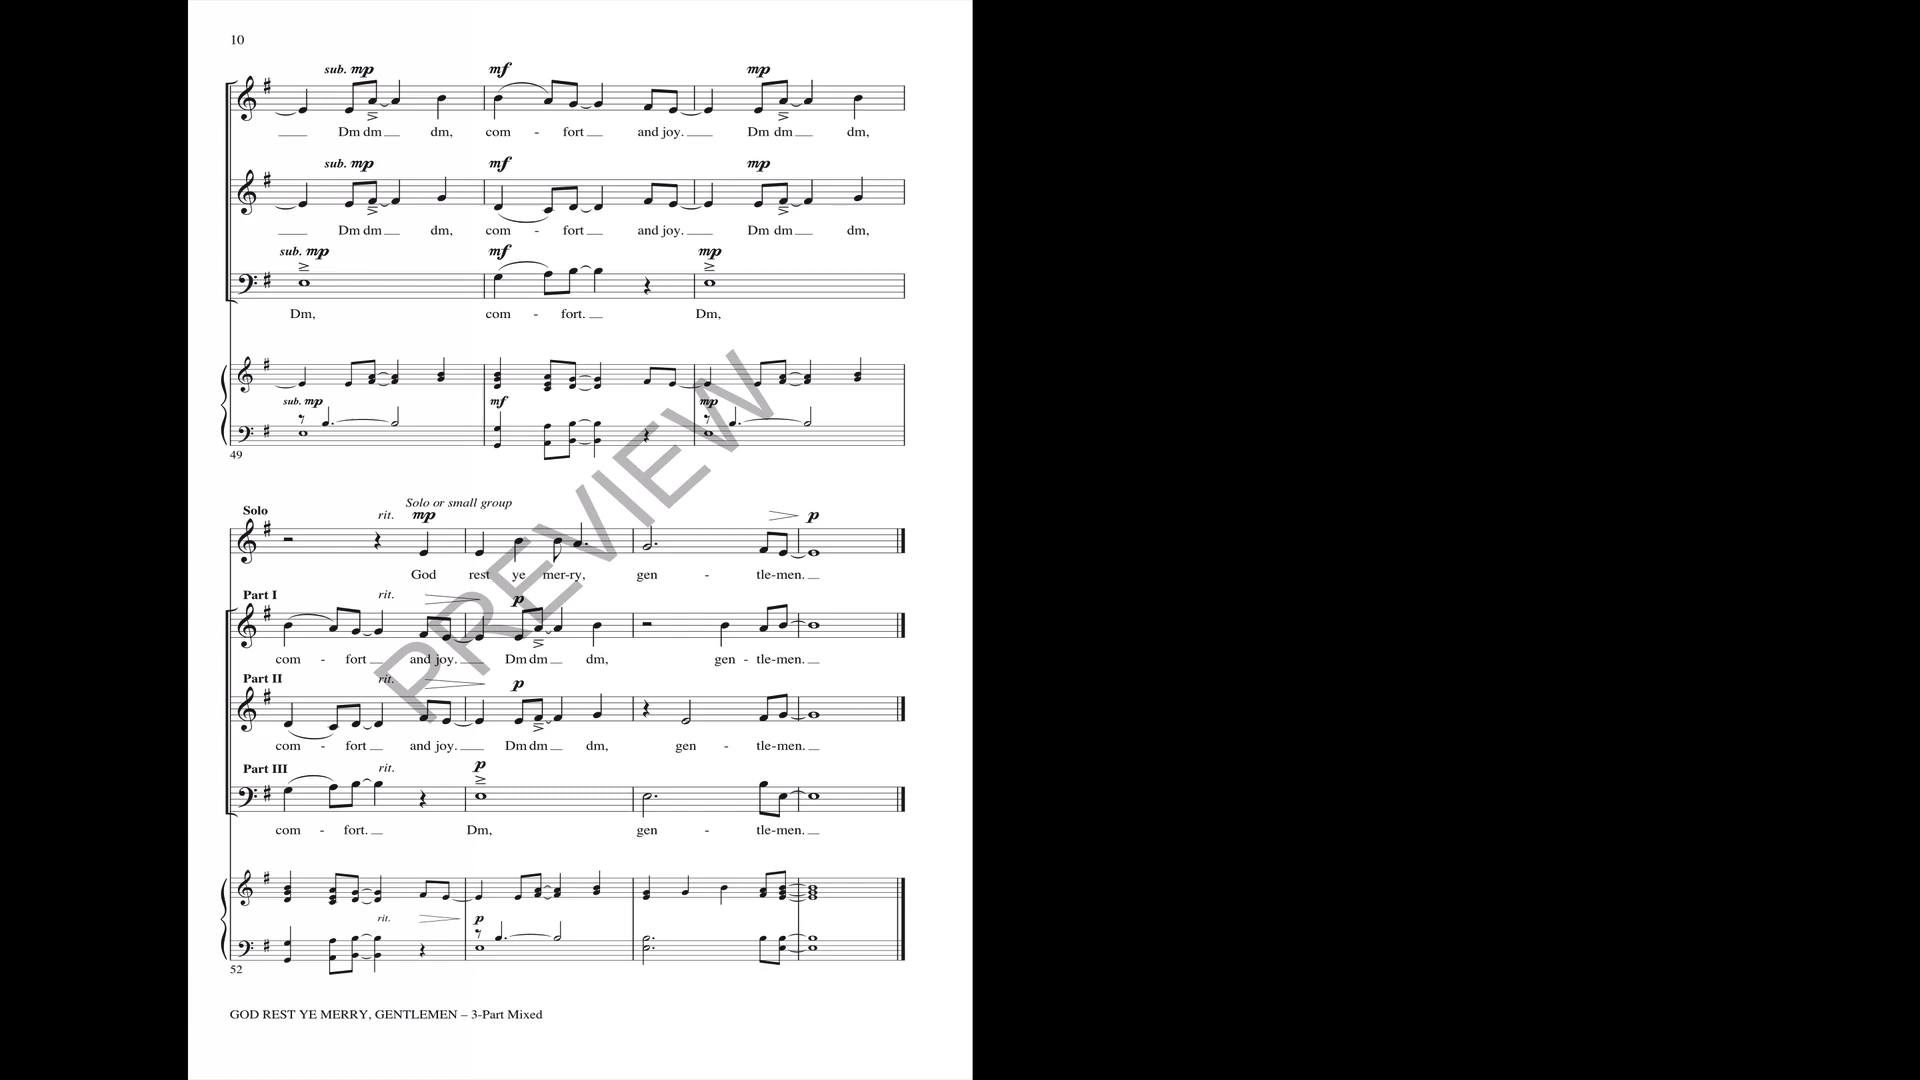 10
sub. mp mf mp
Dm dm dm, com - fort and joy. Dm dm dm,
sub. mp mf mp
Dm dm dm, com - fort and joy. Dm dm dm,
sub. mp mf mp
Dm, com - fort. Dm,
sub. mp mf mp
49
Solo or small group
Solo rit. mp p
God rest ye mer-ry, gen - tle-men.
Part I rit. p
com - fort and joy. Dm dm dm, gen - tle-men.
Part II rit. p
com - fort and joy. Dm dm dm, gen - tle-men.
Part III rit. p
com - fort. Dm, gen - tle-men.
rit. p
52
PREVIEW
GOD REST YE MERRY, GENTLEMEN – 3-Part Mixed